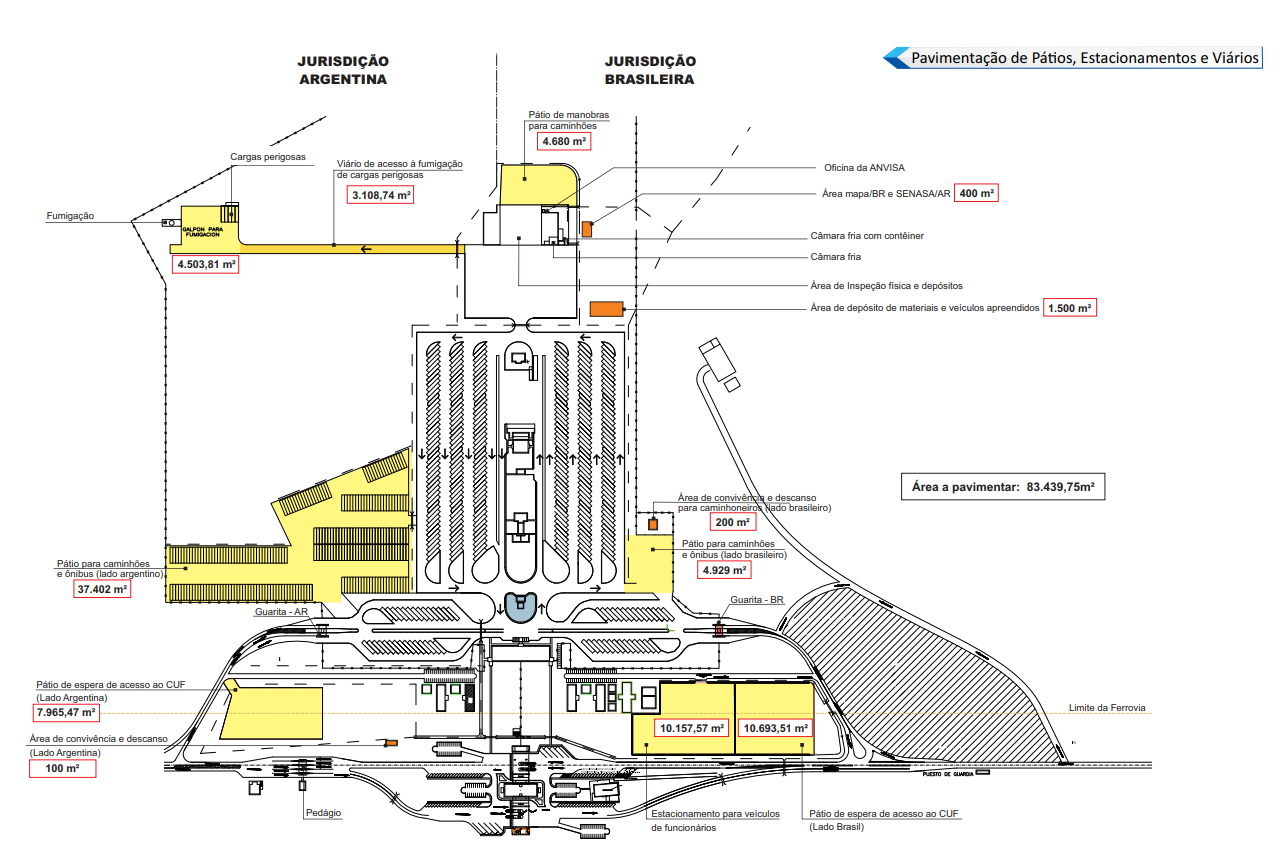 JURISDIÇÃO
ARGENTINA
JURISDIÇÃO
BRASILEIRA
Pavimentação de Pátios, Estacionamentos e Viários
Pátio de manobras
para caminhões
4.680 m²
Cargas perigosas
Viário de acesso à fumigação
de cargas perigosas
3.108,74 m²
Oficina da ANVISA
Área mapa/BR e SENASA/AR
400 m²
Fumigação
GALPON PARA
FUMIGACION
4.503,81 m²
Câmara fria com contêiner
Câmara fria
Área de Inspeção física e depósitos
Área de depósito de materiais e veículos apreendidos
1.500 m²
Área a pavimentar: 83.439,75m²
Área de convivência e descanso
para caminhoneiros (lado brasileiro)
200 m²
Pátio para caminhões
e ônibus (lado brasileiro)
4.929 m²
Pátio para caminhões
e ônibus (lado argentino)
37.402 m²
Guarita - AR
Guarita - BR
Pátio de espera de acesso ao CUF
(Lado Argentina)
7.965,47 m²
Limite da Ferrovia
10.157,57 m²
10.693,51 m²
Área de convivência e descanso
(Lado Argentina)
100 m²
PUESTO DE GUARDIA
Pedágio
Estacionamento para veículos
de funcionários
Pátio de espera de acesso ao CUF
(Lado Brasil)